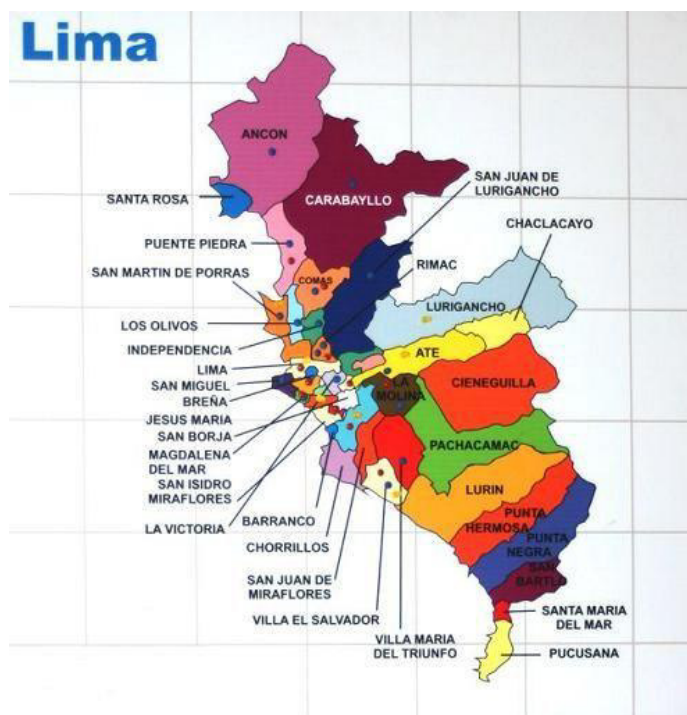 Lima
ANCON
SANTA ROSA
CARABAYLLO
SAN JUAN DE
LURIGANCHO
CHACLACAYO
PUENTE PIEDRA
RIMAC
SAN MARTIN DE PORRAS
COMAS
LURIGANCHO
LOS OLIVOS
INDEPENDENCIA
ATE
LIMA
LA
MOLINA
CIENEGUILLA
SAN MIGUEL
BREÑA
JESUS MARIA
SAN BORJA
PACHACAMAC
MAGDALENA
DEL MAR
SAN ISIDRO
MIRAFLORES
LURIN
LA VICTORIA
BARRANCO
CHORRILLOS
PUNTA
HERMOSA
PUNTA
NEGRA
SAN
BARTLO
SAN JUAN DE
MIRAFLORES
VILLA EL SALVADOR
VILLA MARIA
DEL TRIUNFO
SANTA MARIA
DEL MAR
PUCUSANA